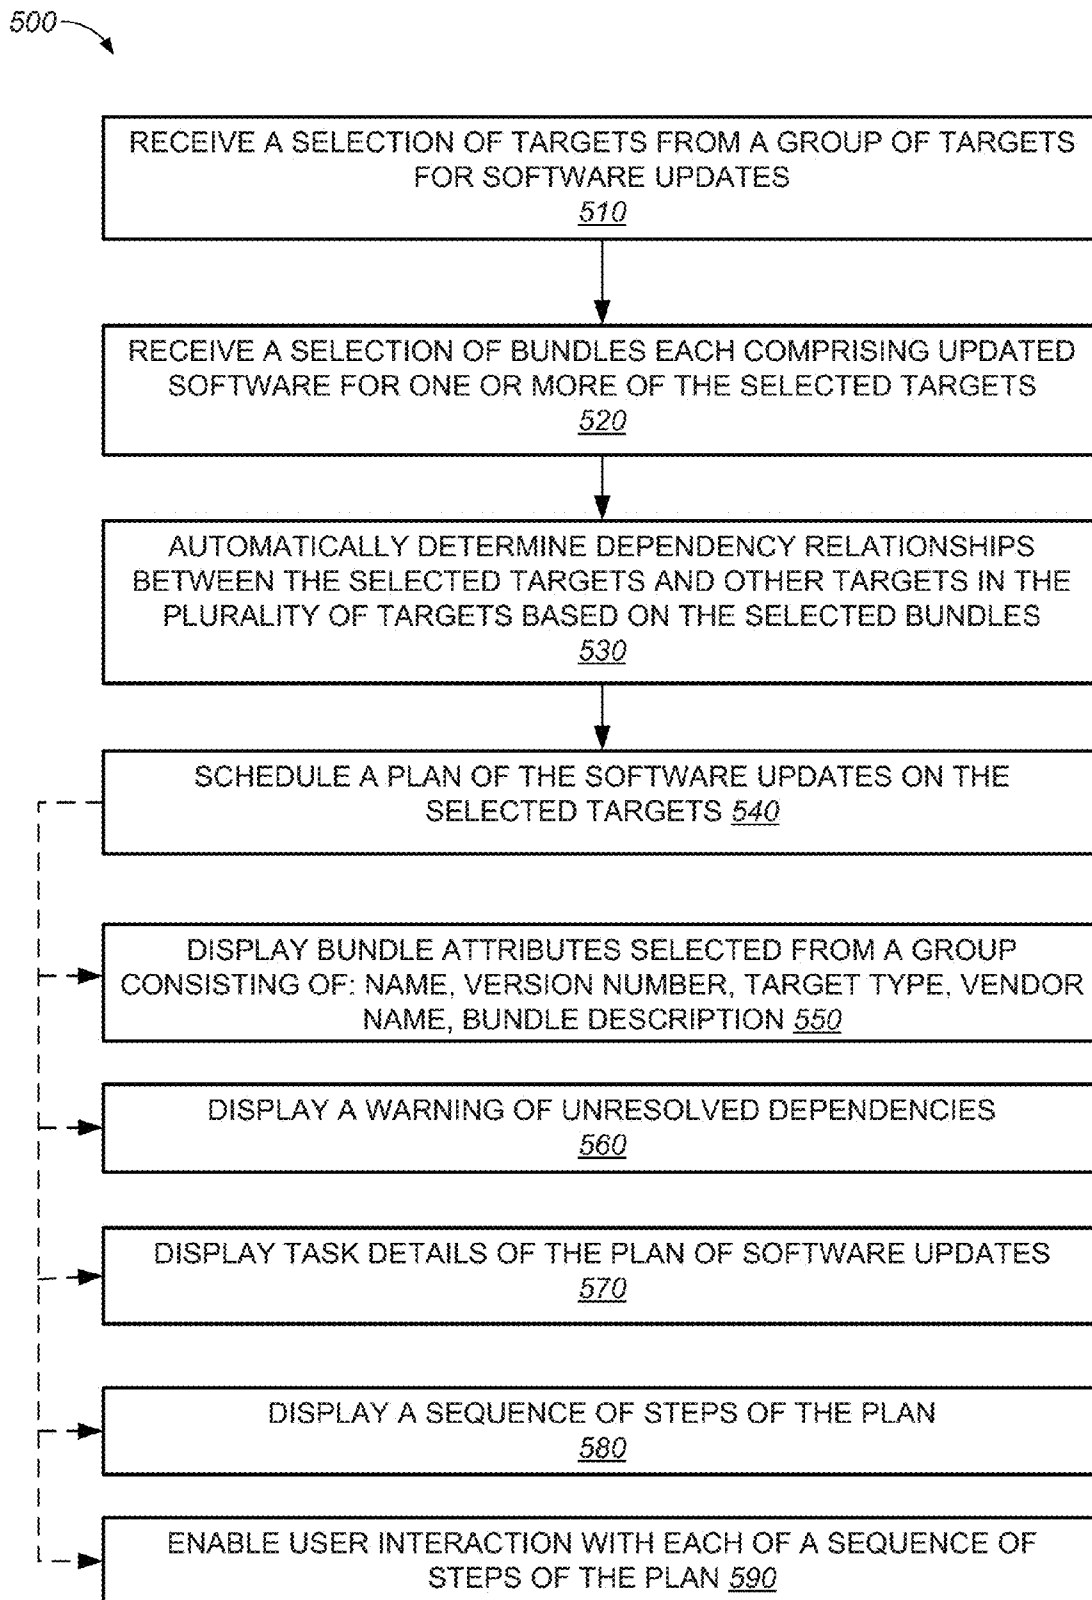 500
RECEIVE A SELECTION OF TARGETS FROM A GROUP OF TARGETS
FOR SOFTWARE UPDATES
510
RECEIVE A SELECTION OF BUNDLES EACH COMPRISING UPDATED
SOFTWARE FOR ONE OR MORE OF THE SELECTED TARGETS
520
AUTOMATICALLY DETERMINE DEPENDENCY RELATIONSHIPS
BETWEEN THE SELECTED TARGETS AND OTHER TARGETS IN THE
PLURALITY OF TARGETS BASED ON THE SELECTED BUNDLES
530
SCHEDULE A PLAN OF THE SOFTWARE UPDATES ON THE
SELECTED TARGETS 540
DISPLAY BUNDLE ATTRIBUTES SELECTED FROM A GROUP
CONSISTING OF: NAME, VERSION NUMBER, TARGET TYPE, VENDOR
NAME, BUNDLE DESCRIPTION 550
DISPLAY A WARNING OF UNRESOLVED DEPENDENCIES
560
DISPLAY TASK DETAILS OF THE PLAN OF SOFTWARE UPDATES
570
DISPLAY A SEQUENCE OF STEPS OF THE PLAN
580
ENABLE USER INTERACTION WITH EACH OF A SEQUENCE OF
STEPS OF THE PLAN 590